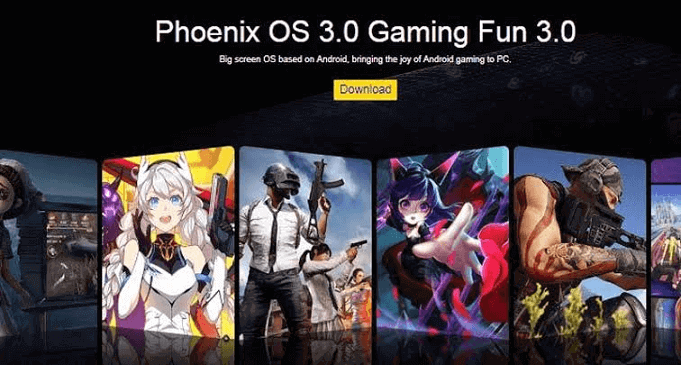 Phoenix OS 3.0 Gaming Fun 3.0
Big screen OS based on Android, bringing the joy of Android gaming to PC.
Download